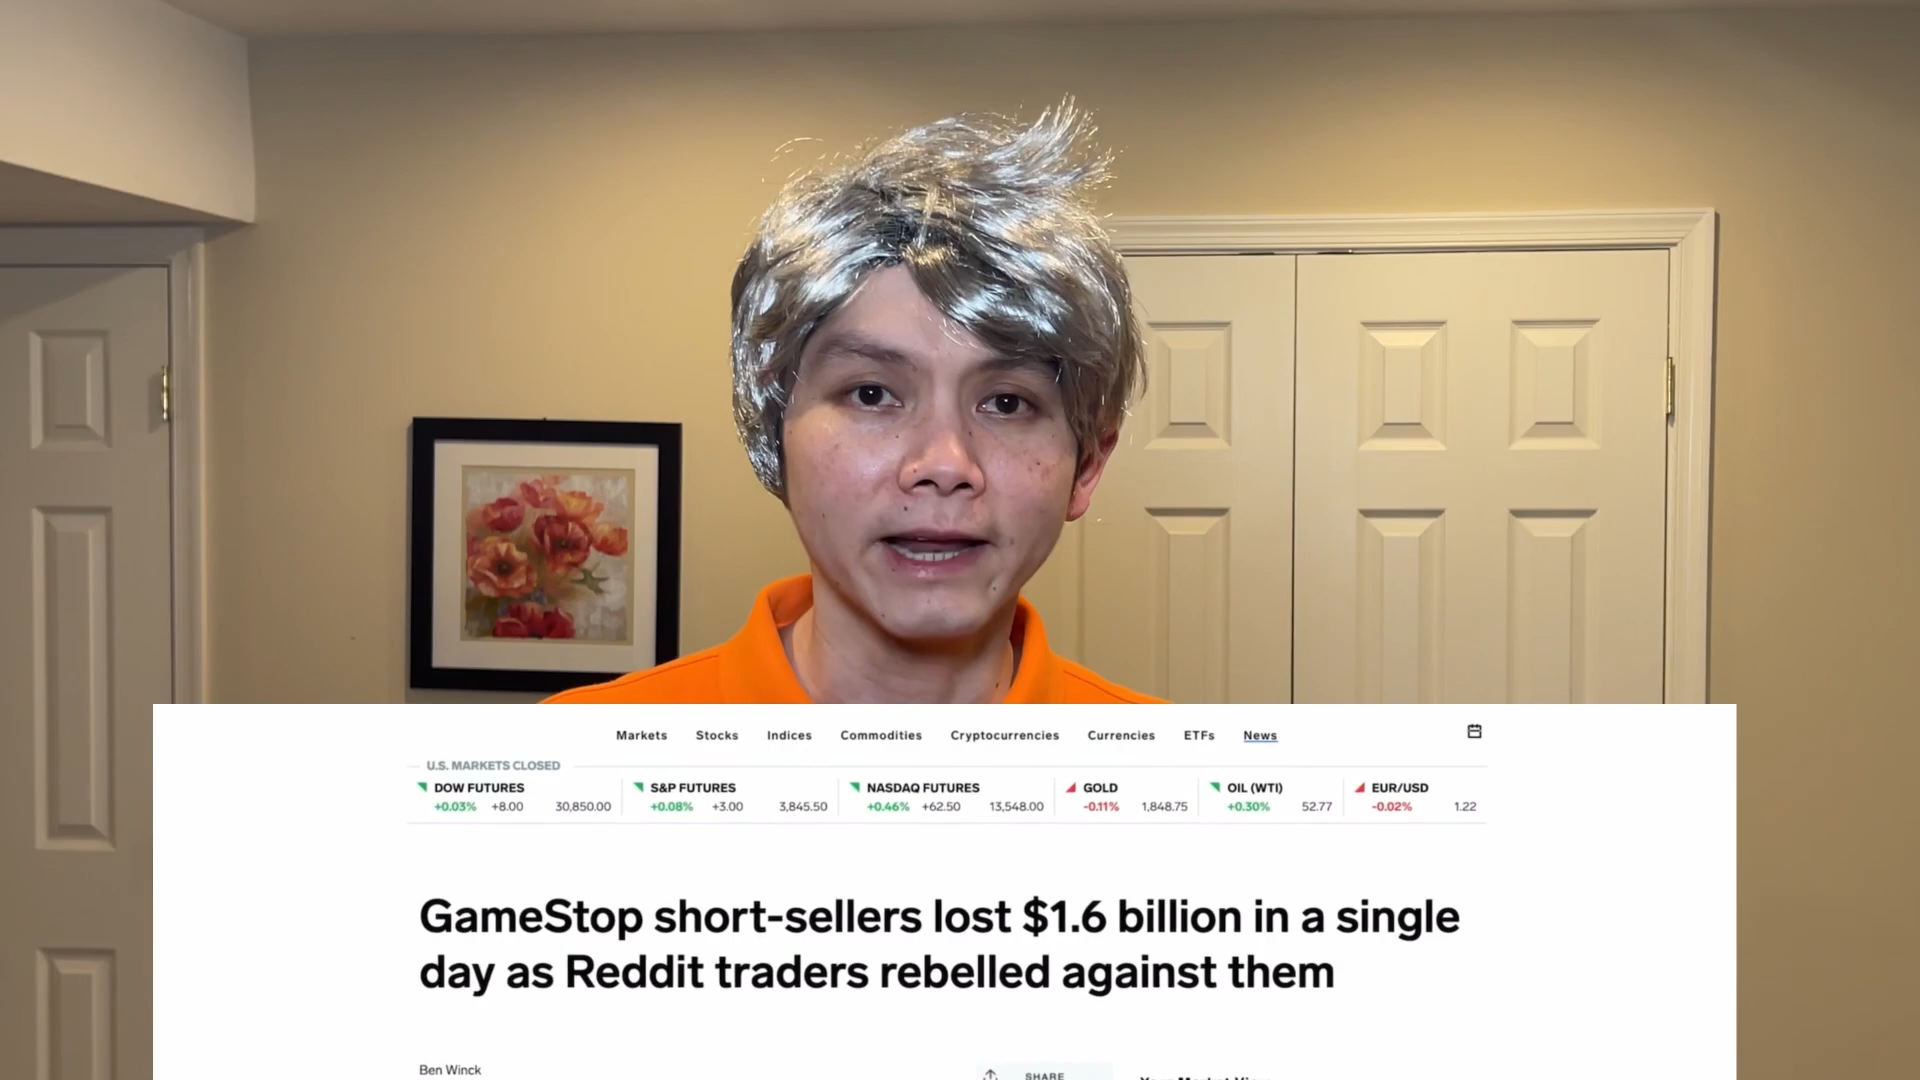 Markets Stocks Indices Commodities Cryptocurrencies Currencies ETFs News
U.S. MARKETS CLOSED
DOW FUTURES S&P FUTURES NASDAQ FUTURES GOLD OIL (WTI) EUR/USD
+0.03% +8.00 30,850.00 +0.08% +3.00 3,845.50 +0.46% +62.50 13,548.00 -0.11% 1,848.75 +0.30% 52.77 -0.02% 1.22
GameStop short-sellers lost $1.6 billion in a single
day as Reddit traders rebelled against them
Ben Winck
SHARE